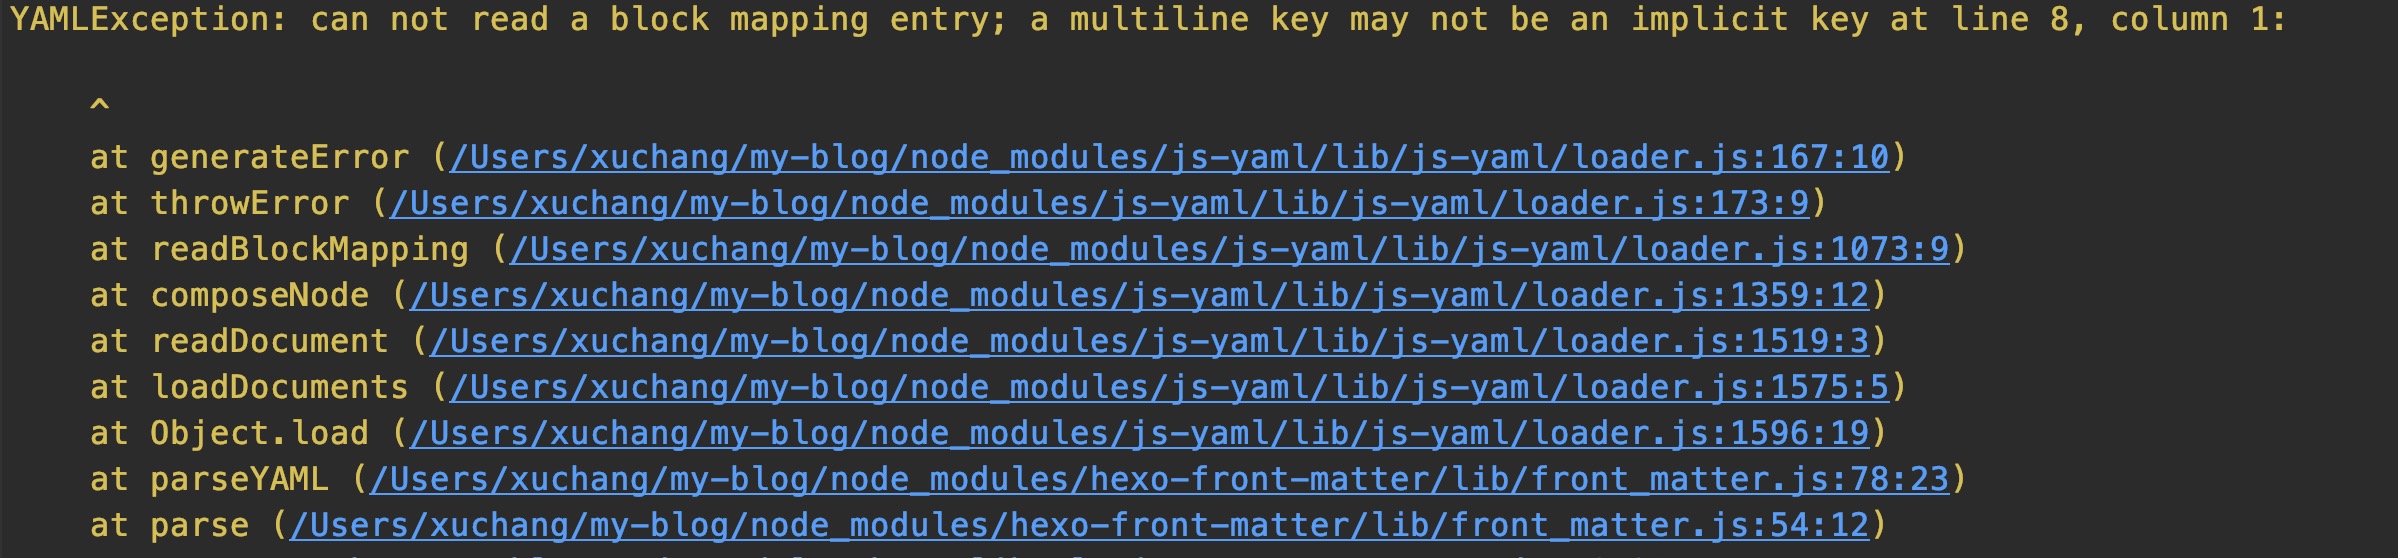 YAMLException: can not read a block mapping entry; a multiline key may not be an implicit key at line 8, column 1:
^
at generateError (/Users/xuchang/my-blog/node_modules/js-yaml/lib/js-yaml/loader.js:167:10)
at throwError (/Users/xuchang/my-blog/node_modules/js-yaml/lib/js-yaml/loader.js:173:9)
at readBlockMapping (/Users/xuchang/my-blog/node_modules/js-yaml/lib/js-yaml/loader.js:1073:9)
at composeNode (/Users/xuchang/my-blog/node_modules/js-yaml/lib/js-yaml/loader.js:1359:12)
at readDocument (/Users/xuchang/my-blog/node_modules/js-yaml/lib/js-yaml/loader.js:1519:3)
at loadDocuments (/Users/xuchang/my-blog/node_modules/js-yaml/lib/js-yaml/loader.js:1575:5)
at Object.load (/Users/xuchang/my-blog/node_modules/js-yaml/lib/js-yaml/loader.js:1596:19)
at parseYAML (/Users/xuchang/my-blog/node_modules/hexo-front-matter/lib/front_matter.js:78:23)
at parse (/Users/xuchang/my-blog/node_modules/hexo-front-matter/lib/front_matter.js:54:12)